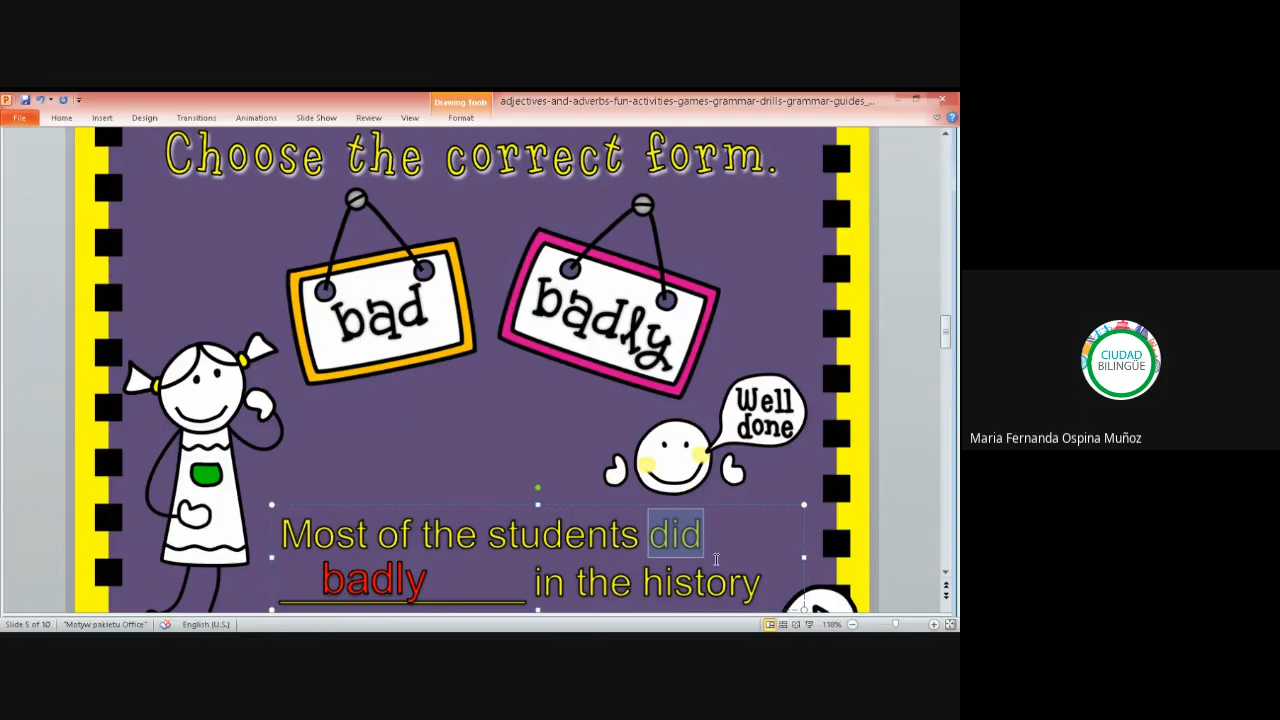 Drawing Tools
adjectives-and-adverbs-fun-activities-games-grammar-drills-grammar-guides_...
File Home Insert Design Transitions Animations Slide Show Review View Format
Choose the correct form.
bad
badly
Well
done
Most of the students did
badly in the history
CIUDAD
BILINGÜE
Maria Fernanda Ospina Muñoz
Slide 5 of 10 "Motyw pakietu Office" English (U.S.) 118%